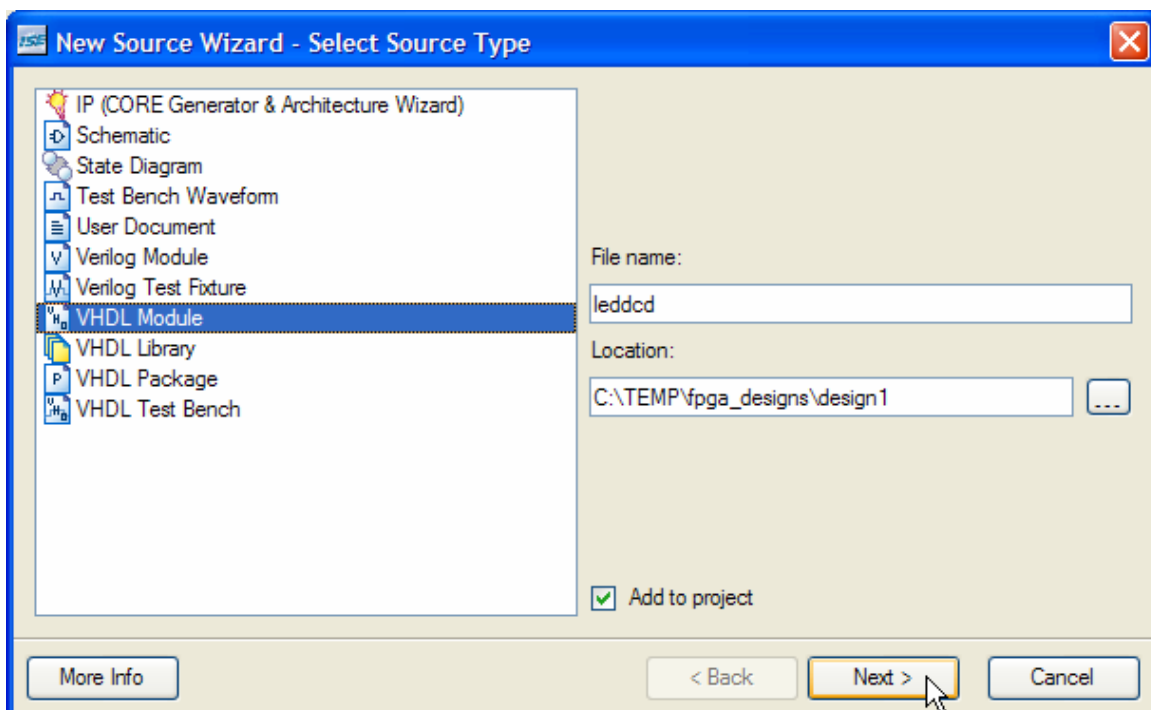 ISE New Source Wizard - Select Source Type
IP (CORE Generator & Architecture Wizard)
Schematic
State Diagram
Test Bench Waveform
User Document
V Verilog Module
Verilog Test Fixture
VHDL Module
VHDL Library
P VHDL Package
VHDL Test Bench
File name:
leddcd
Location:
C:\TEMP\fpga_designs\design1
...
Add to project
More Info
< Back
Next >
Cancel